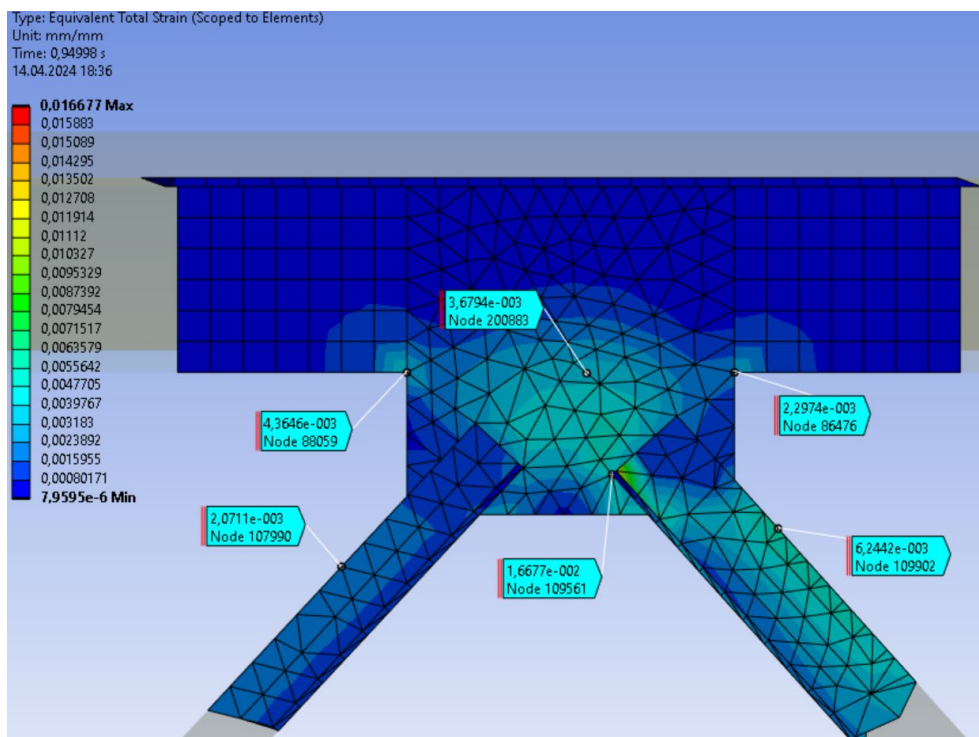 Type: Equivalent Total Strain (Scoped to Elements)
Unit: mm/mm
Time: 0,94998 s
14.04.2024 18:36
0,016677 Max
0,015883
0,015089
0,014295
0,013502
0,012708
0,011914
0,01112
0,010327
0,0095329
0,0087392
0,0079454
0,0071517
0,0063579
0,0055642
0,0047705
0,0039767
0,003183
0,0023892
0,0015955
0,00080171
7,9595e-6 Min
3,6794e-003
Node 200883
4,3646e-003
Node 88059
2,2974e-003
Node 86476
2,0711e-003
Node 107990
1,6677e-002
Node 109561
6,2442e-003
Node 109902